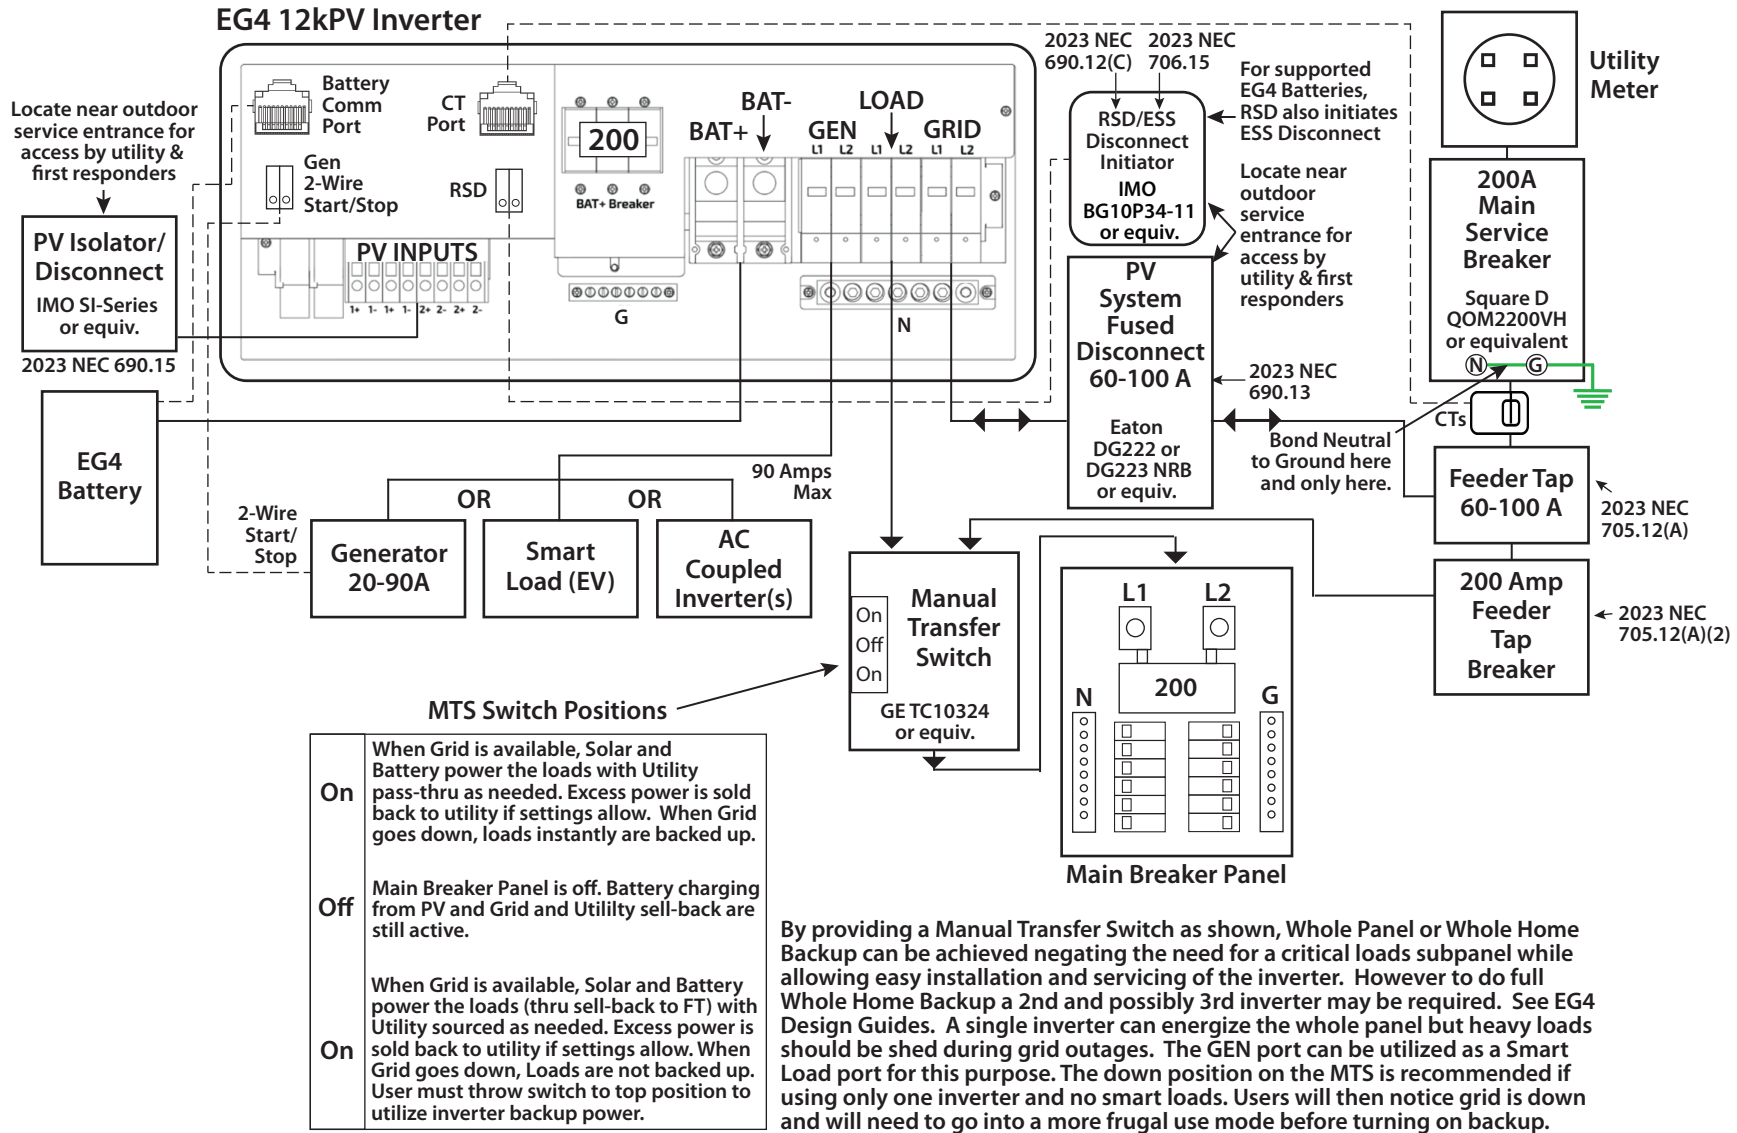 EG4 12kPV Inverter
Locate near outdoor
service entrance for
access by utility &
first responders
PV Isolator/
Disconnect
IMO SI-Series
or equiv.
2023 NEC 690.15
Battery
Comm
Port
CT
Port
Gen
2-Wire
Start/Stop
RSD
200
BAT+ Breaker
BAT+
BAT-
GEN
LOAD
GRID
L1 L2 L1 L2 L1 L2
PV INPUTS
1+ 1- 1+ 1- 2+ 2- 2+ 2-
G
N
2023 NEC
690.12(C)
2023 NEC
706.15
RSD/ESS
Disconnect
Initiator
IMO
BG10P34-11
or equiv.
For supported
EG4 Batteries,
RSD also initiates
ESS Disconnect
Locate near
outdoor
service
entrance for
access by
utility & first
responders
PV
System
Fused
Disconnect
60-100 A
Eaton
DG222 or
DG223 NRB
or equiv.
2023 NEC
690.13
Utility
Meter
200A
Main
Service
Breaker
Square D
QOM2200VH
or equivalent
N G
CTs
Bond Neutral
to Ground here
and only here.
Feeder Tap
60-100 A
2023 NEC
705.12(A)
200 Amp
Feeder
Tap
Breaker
2023 NEC
705.12(A)(2)
EG4
Battery
2-Wire
Start/
Stop
OR
OR
90 Amps
Max
Generator
20-90A
Smart
Load (EV)
AC
Coupled
Inverter(s)
On
Off
On
Manual
Transfer
Switch
GE TC10324
or equiv.
L1 L2
200
N
G
Main Breaker Panel
MTS Switch Positions
On
When Grid is available, Solar and
Battery power the loads with Utility
pass-thru as needed. Excess power is sold
back to utility if settings allow. When Grid
goes down, loads instantly are backed up.
Off
Main Breaker Panel is off. Battery charging
from PV and Grid and Utililty sell-back are
still active.
On
When Grid is available, Solar and Battery
power the loads (thru sell-back to FT) with
Utility sourced as needed. Excess power is
sold back to utility if settings allow. When
Grid goes down, Loads are not backed up.
User must throw switch to top position to
utilize inverter backup power.
By providing a Manual Transfer Switch as shown, Whole Panel or Whole Home
Backup can be achieved negating the need for a critical loads subpanel while
allowing easy installation and servicing of the inverter. However to do full
Whole Home Backup a 2nd and possibly 3rd inverter may be required. See EG4
Design Guides. A single inverter can energize the whole panel but heavy loads
should be shed during grid outages. The GEN port can be utilized as a Smart
Load port for this purpose. The down position on the MTS is recommended if
using only one inverter and no smart loads. Users will then notice grid is down
and will need to go into a more frugal use mode before turning on backup.